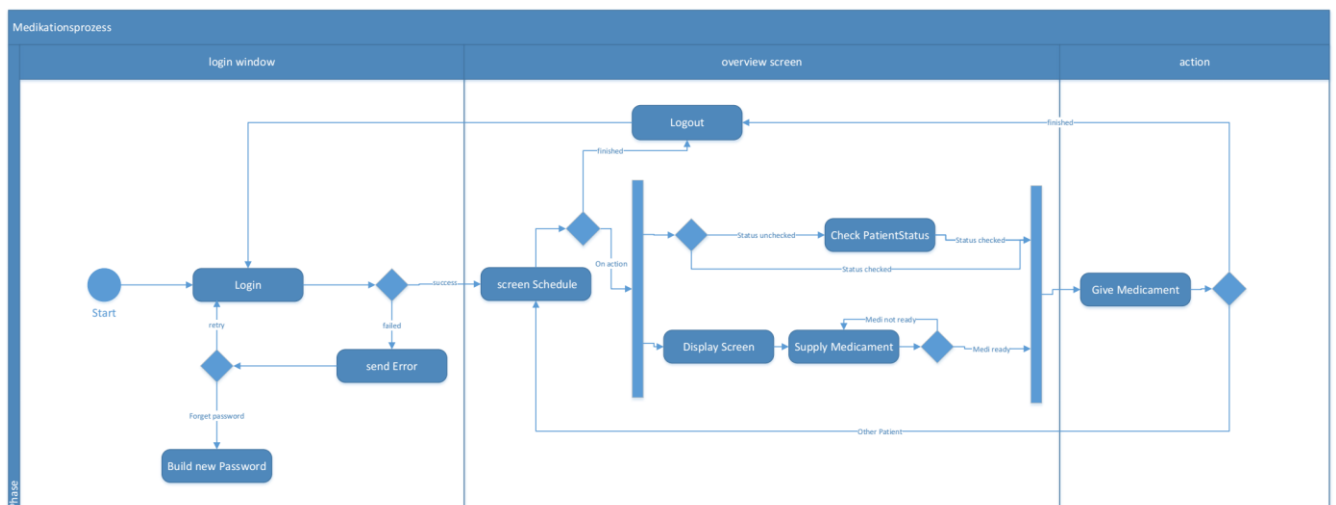 Medikationsprozess
login window
overview screen
action
Logout
finished
finished
Status unchecked
Check PatientStatus
Status checked
On action
Status checked
Login
success
screen Schedule
Give Medicament
Start
retry
failed
Medi not ready
Display Screen
Supply Medicament
Medi ready
send Error
Forget password
Other Patient
Build new Password